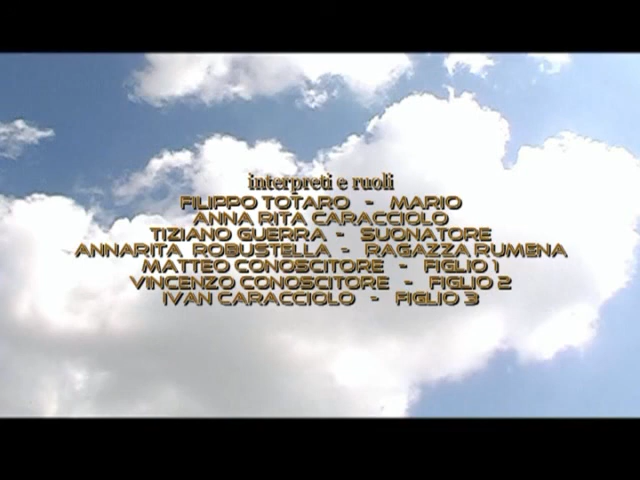 interpreti e ruoli
FILIPPO TOTARO - MARIO
ANNA RITA CARACCIOLO
TIZIANO GUERRA - SUONATORE
ANNARITA ROBUSTELLA - RAGAZZA RUMENA
MATTEO CONOSCITORE - FIGLIO 1
VINCENZO CONOSCITORE - FIGLIO 2
IVAN CARACCIOLO - FIGLIO 3